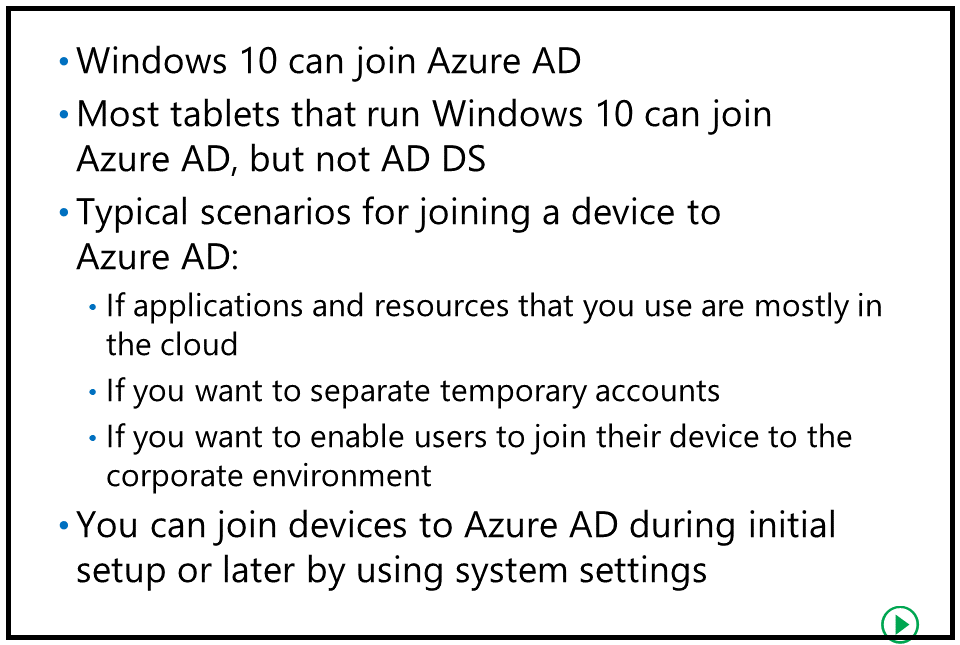 • Windows 10 can join Azure AD
• Most tablets that run Windows 10 can join
Azure AD, but not AD DS
• Typical scenarios for joining a device to
Azure AD:
• If applications and resources that you use are mostly in
the cloud
• If you want to separate temporary accounts
• If you want to enable users to join their device to the
corporate environment
• You can join devices to Azure AD during initial
setup or later by using system settings